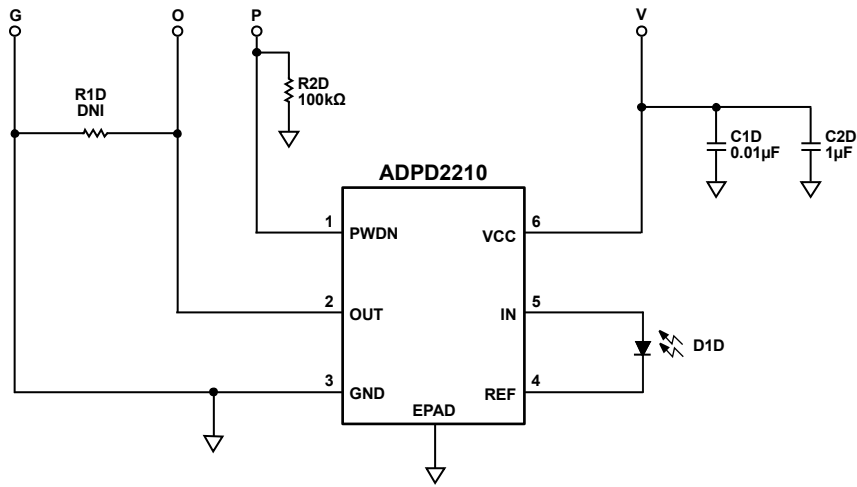 G
O
P
V
R1D
DNI
R2D
100kΩ
C1D
0.01µF
C2D
1µF
ADPD2210
1
PWDN
VCC
6
2
OUT
IN
5
D1D
3
GND
REF
4
EPAD